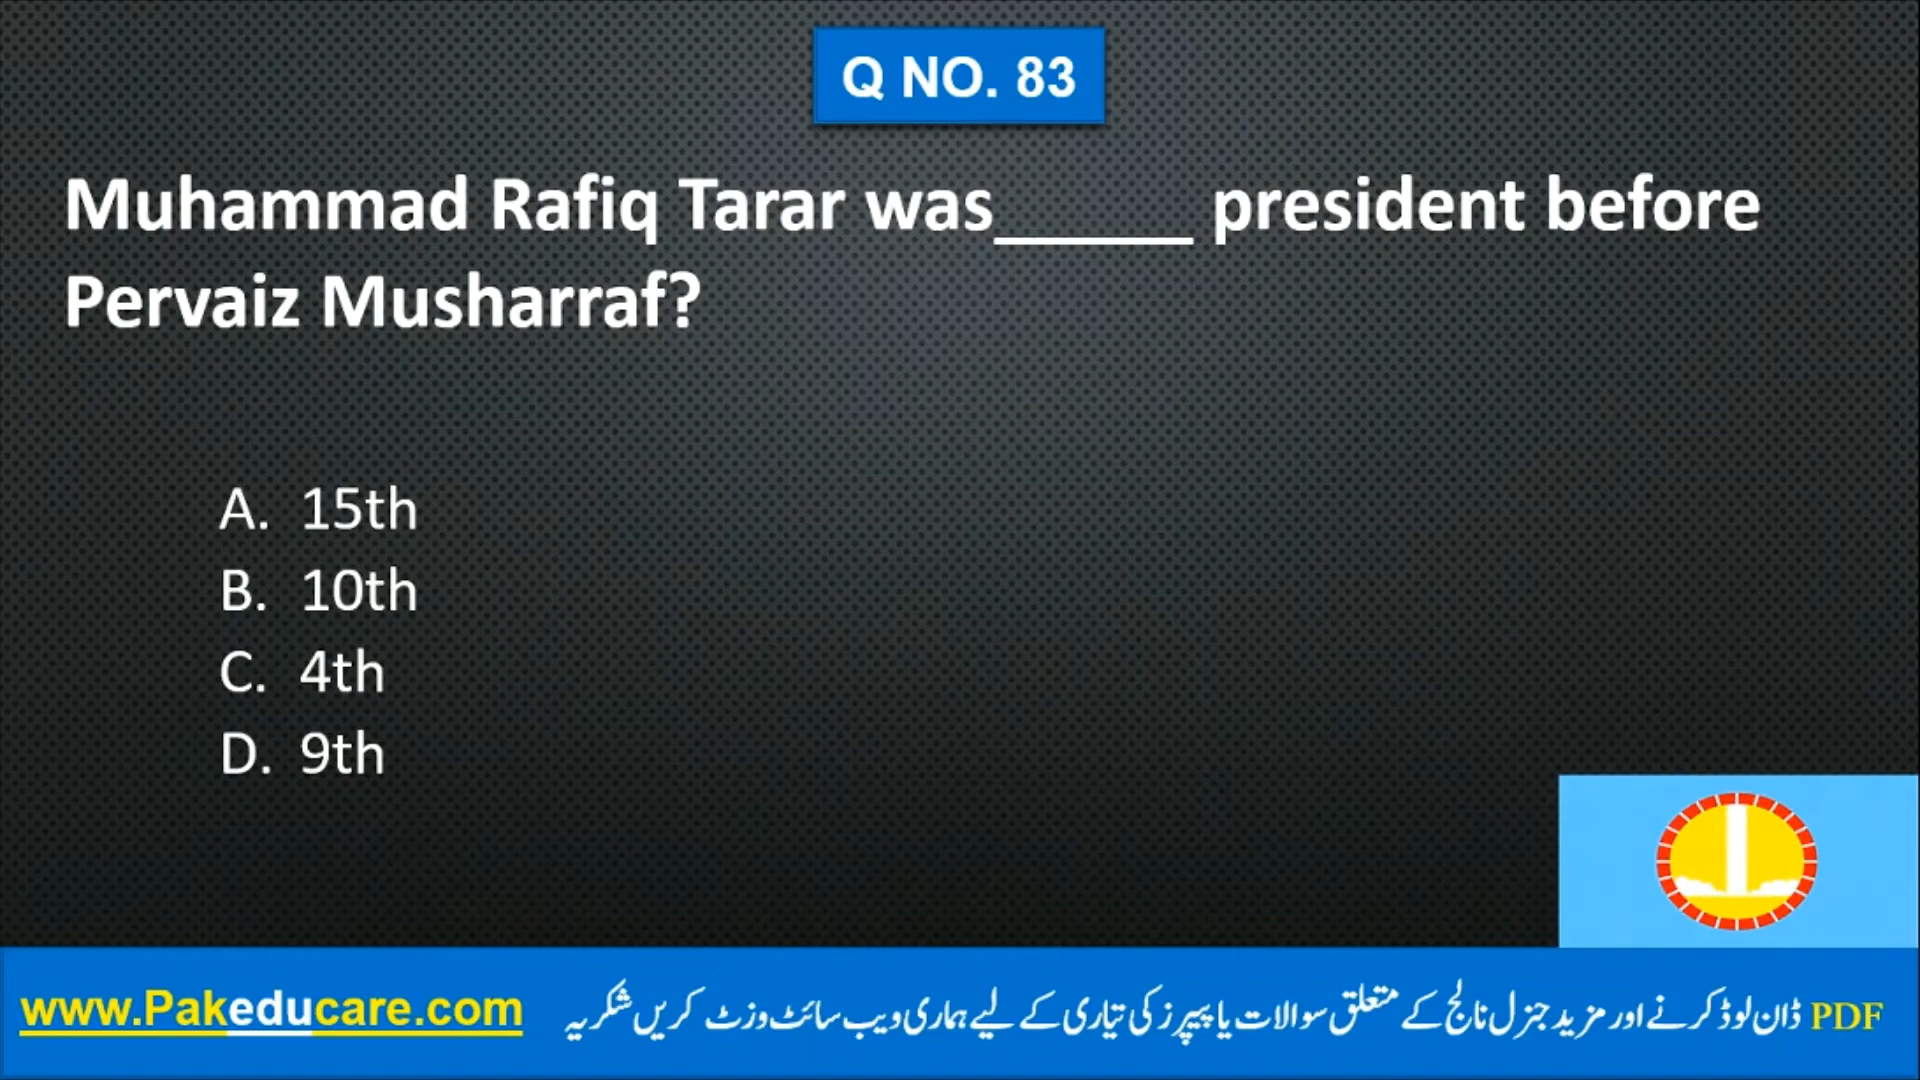 Q NO. 83
Muhammad Rafiq Tarar was______ president before
Pervaiz Musharraf?
A. 15th
B. 10th
C. 4th
D. 9th
www.Pakeducare.com
PDF ڈان لوڈ کرنے اور مزید جنرل نالج کے متعلق سوالات یا پیپرز کی تیاری کے لیے ہماری ویب سائٹ وزٹ کریں شکریہ